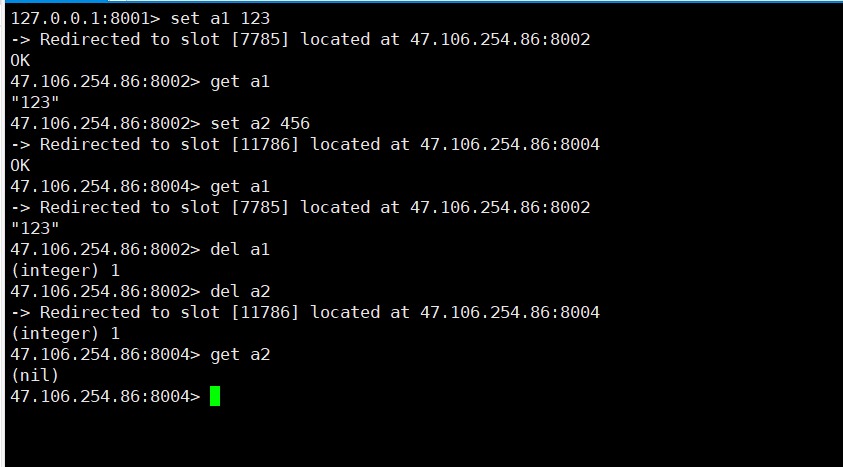 127.0.0.1:8001> set a1 123
-> Redirected to slot [7785] located at 47.106.254.86:8002
OK
47.106.254.86:8002> get a1
"123"
47.106.254.86:8002> set a2 456
-> Redirected to slot [11786] located at 47.106.254.86:8004
OK
47.106.254.86:8004> get a1
-> Redirected to slot [7785] located at 47.106.254.86:8002
"123"
47.106.254.86:8002> del a1
(integer) 1
47.106.254.86:8002> del a2
-> Redirected to slot [11786] located at 47.106.254.86:8004
(integer) 1
47.106.254.86:8004> get a2
(nil)
47.106.254.86:8004>